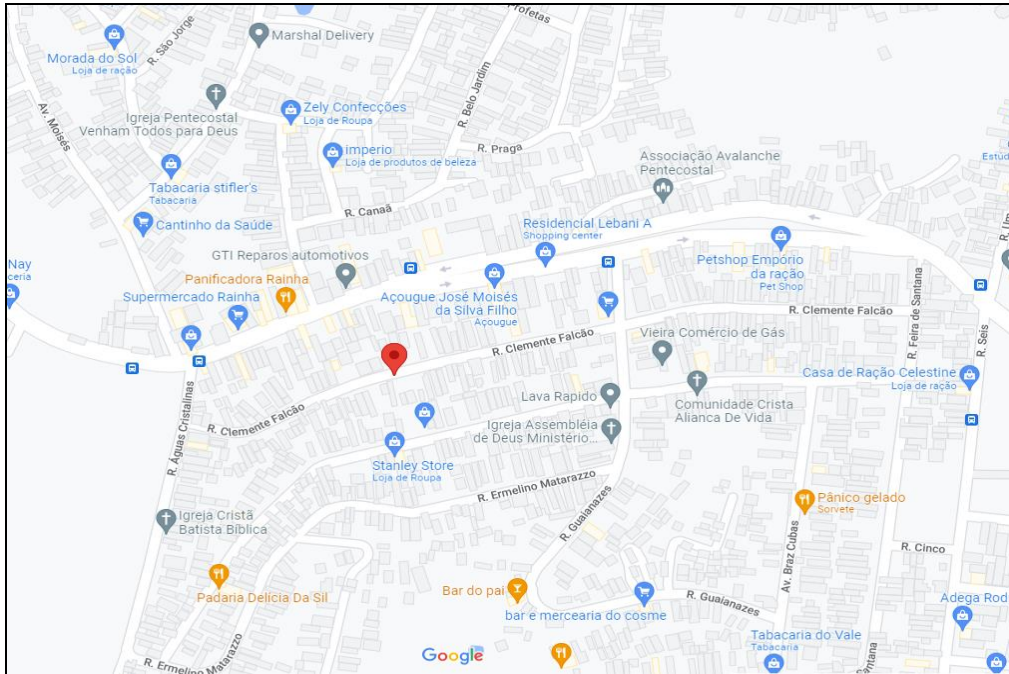 Profetas
R. São Jorge
Marshal Delivery
Morada do Sol
Loja de ração
R. Belo Jardim
Av. Moisés
Zely Confecções
Loja de Roupa
Igreja Pentecostal
Venham Todos para Deus
imperio
Loja de produtos de beleza
R. Praga
Associação Avalanche
Pentecostal
Estúd
Tabacaria stifler's
Tabacaria
R. Canaã
Cantinho da Saúde
Residencial Lebani A
Shopping center
R. Um
GTI Reparos automotivos
Nay
ceria
Panificadora Rainha
Petshop Empório
da ração
Pet Shop
Supermercado Rainha
Açougue José Moisés
da Silva Filho
Açougue
R. Clemente Falcão
R. Clemente Falcão
Vieira Comércio de Gás
R. Feira de Santana
R. Seis
Casa de Ração Celestine
Loja de ração
Lava Rapido
Comunidade Crista
Alianca De Vida
R. Clemente Falcão
R. Águas Cristalinas
Igreja Assembléia
de Deus Ministério...
Stanley Store
Loja de Roupa
R. Ermelino Matarazzo
Pânico gelado
Sorvete
Igreja Cristã
Batista Bíblica
R. Guaianazes
Av. Braz Cubas
R. Cinco
Padaria Delicia Da Sil
Bar do pai
R. Guaianazes
Adega Rod
bar e mercearia do cosme
Tabacaria do Vale
Tabacaria
Santana
R. Ermelino Matarazzo
Google